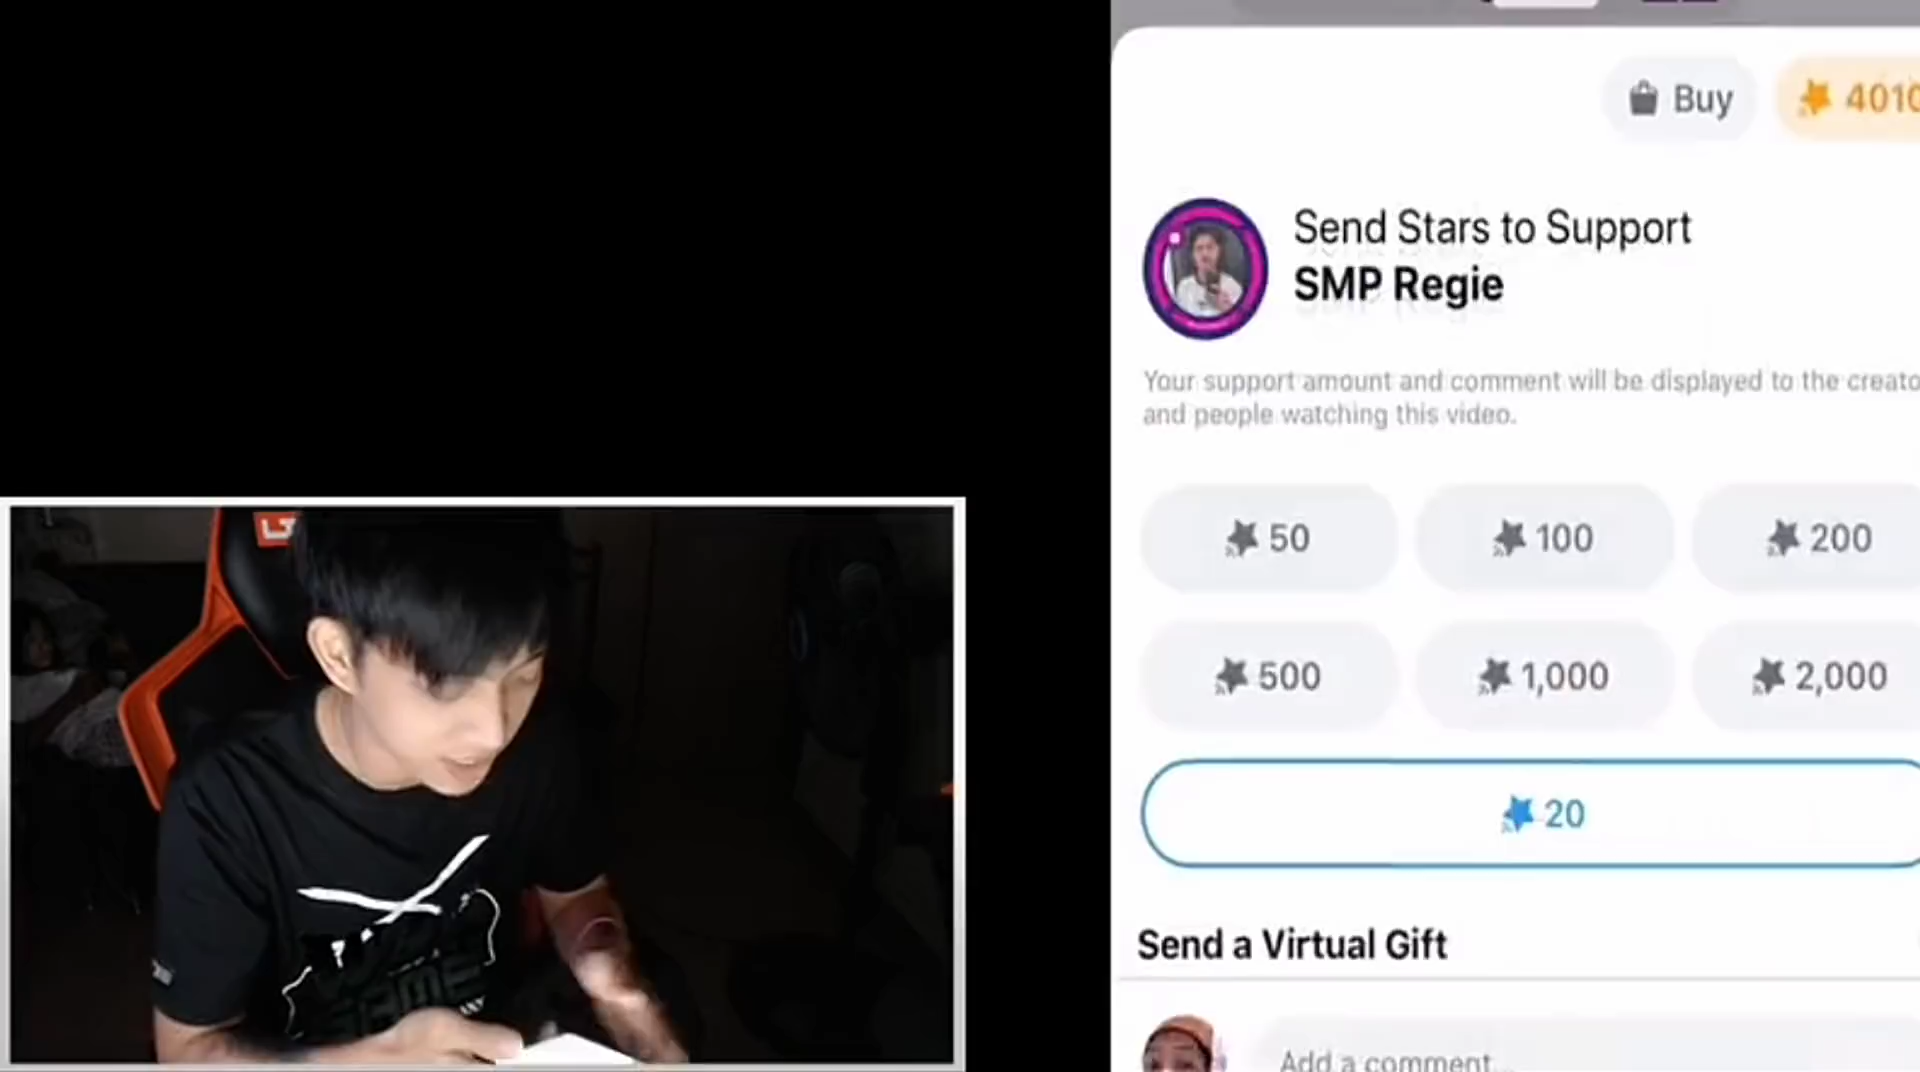 Buy
4010
Send Stars to Support
SMP Regie
Your support amount and comment will be displayed to the creato
and people watching this video.
50
100
200
500
1,000
2,000
20
Send a Virtual Gift
Add a comment...